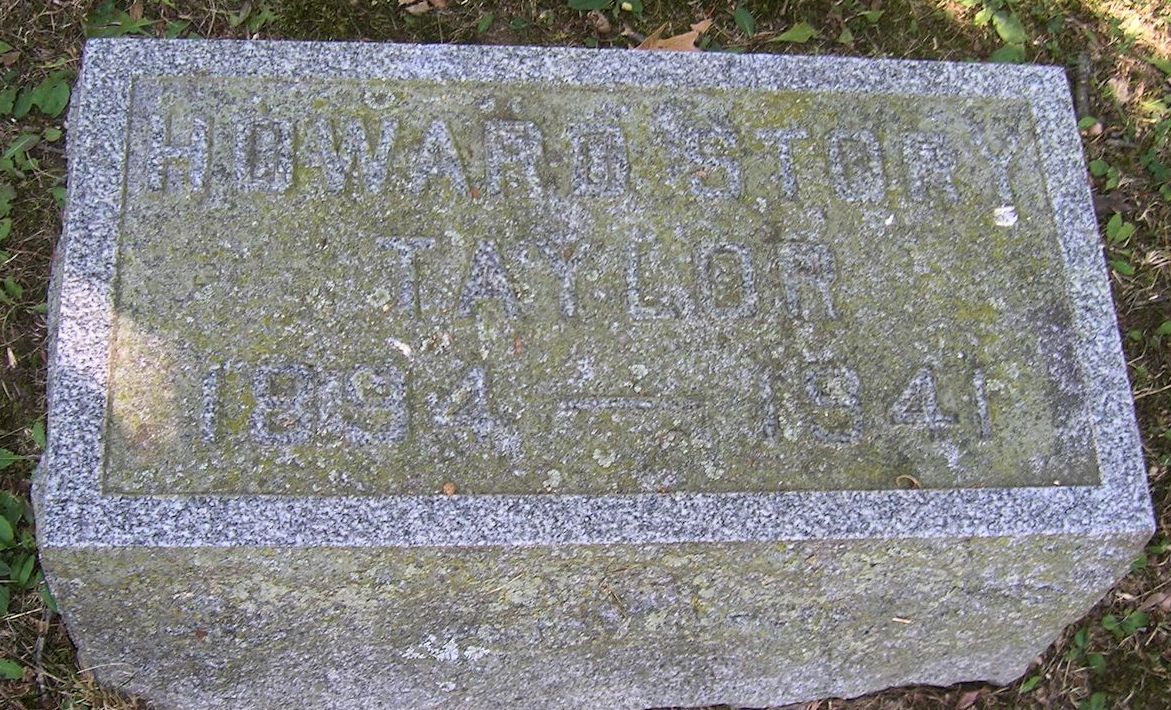 HOWARD STORY
TAYLOR
1894 — 1941